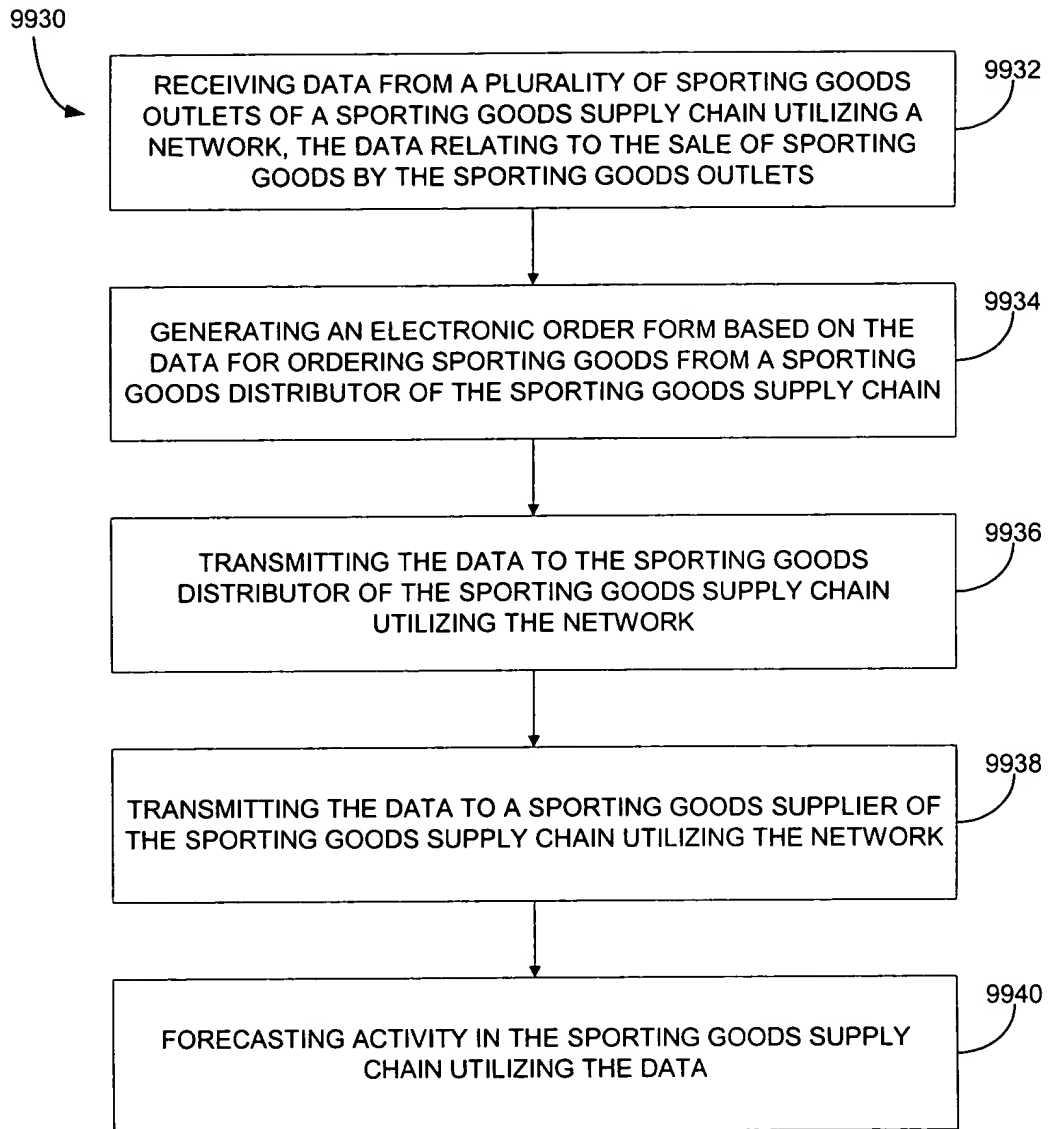 9930
RECEIVING DATA FROM A PLURALITY OF SPORTING GOODS
OUTLETS OF A SPORTING GOODS SUPPLY CHAIN UTILIZING A
NETWORK, THE DATA RELATING TO THE SALE OF SPORTING
GOODS BY THE SPORTING GOODS OUTLETS
9932
GENERATING AN ELECTRONIC ORDER FORM BASED ON THE
DATA FOR ORDERING SPORTING GOODS FROM A SPORTING
GOODS DISTRIBUTOR OF THE SPORTING GOODS SUPPLY CHAIN
9934
TRANSMITTING THE DATA TO THE SPORTING GOODS
DISTRIBUTOR OF THE SPORTING GOODS SUPPLY CHAIN
UTILIZING THE NETWORK
9936
TRANSMITTING THE DATA TO A SPORTING GOODS SUPPLIER OF
THE SPORTING GOODS SUPPLY CHAIN UTILIZING THE NETWORK
9938
FORECASTING ACTIVITY IN THE SPORTING GOODS SUPPLY
CHAIN UTILIZING THE DATA
9940